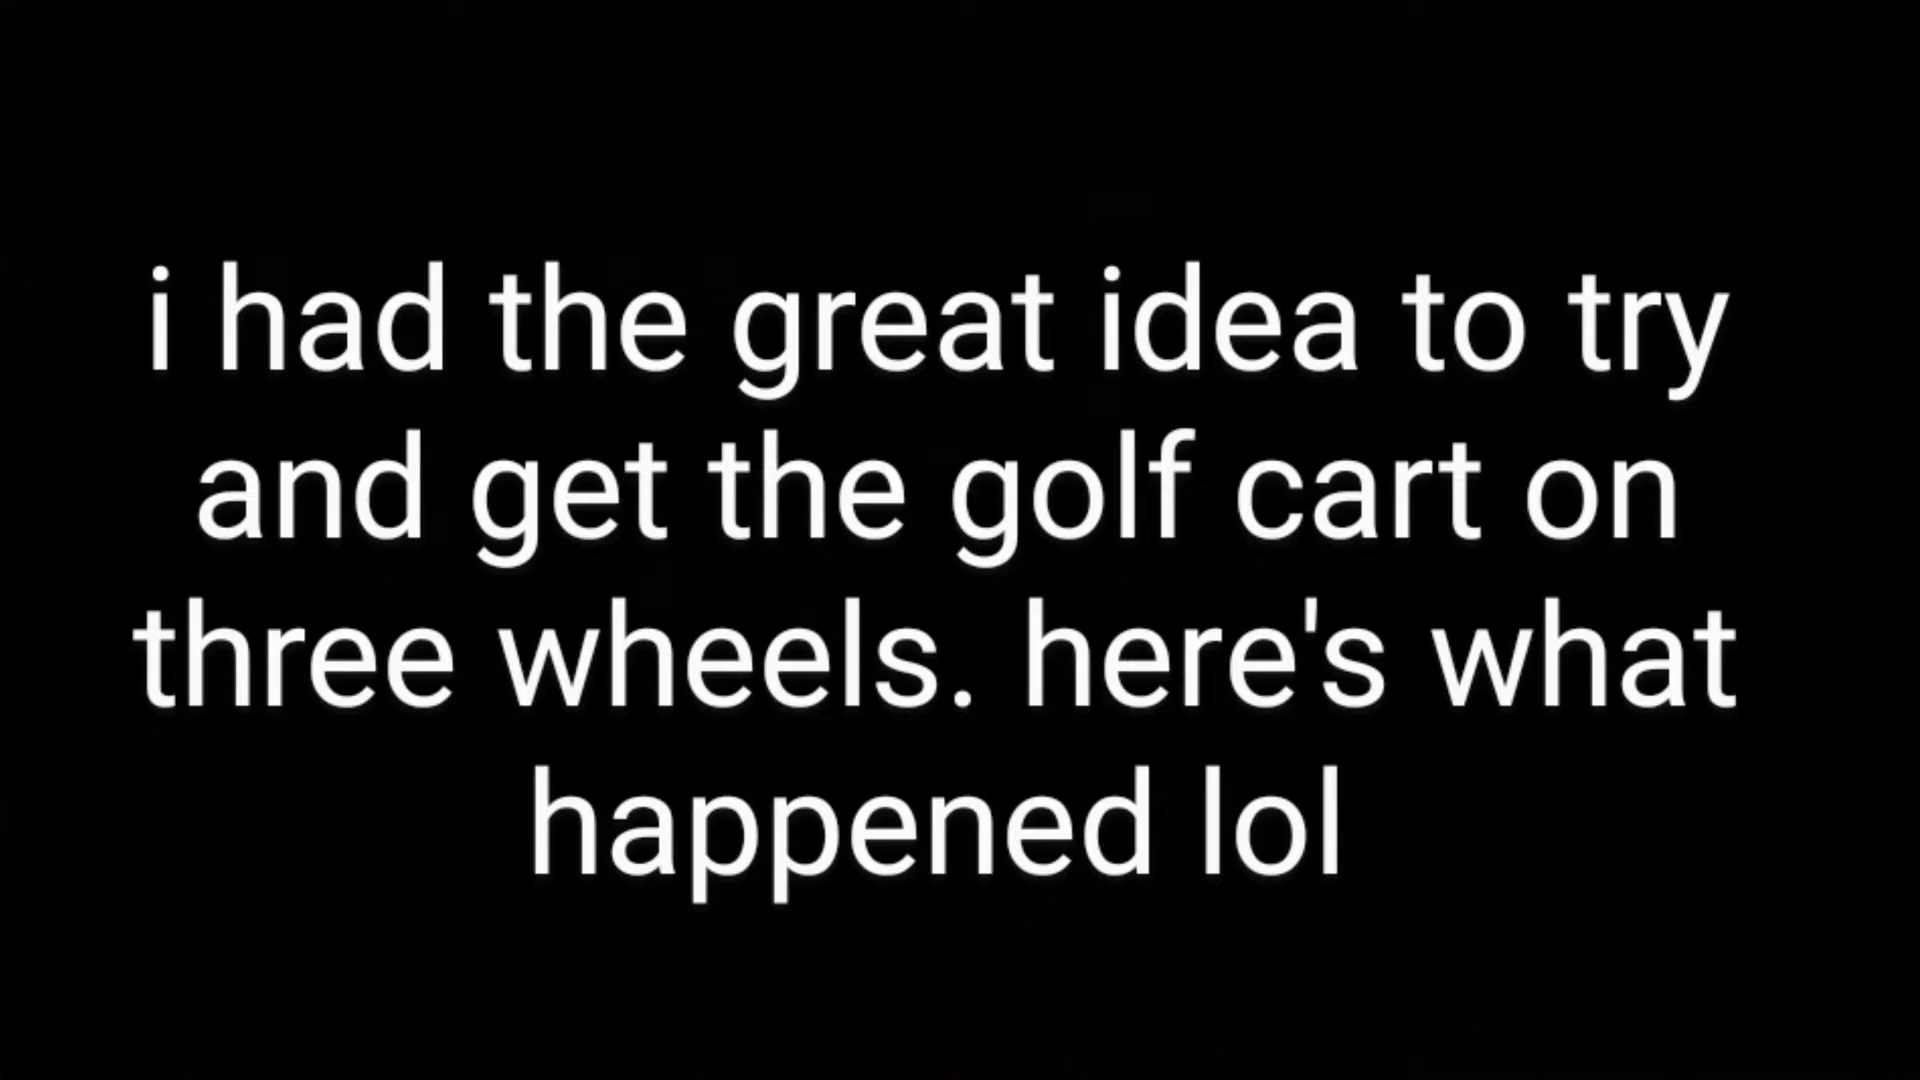 i had the great idea to try
and get the golf cart on
three wheels. here's what
happened lol